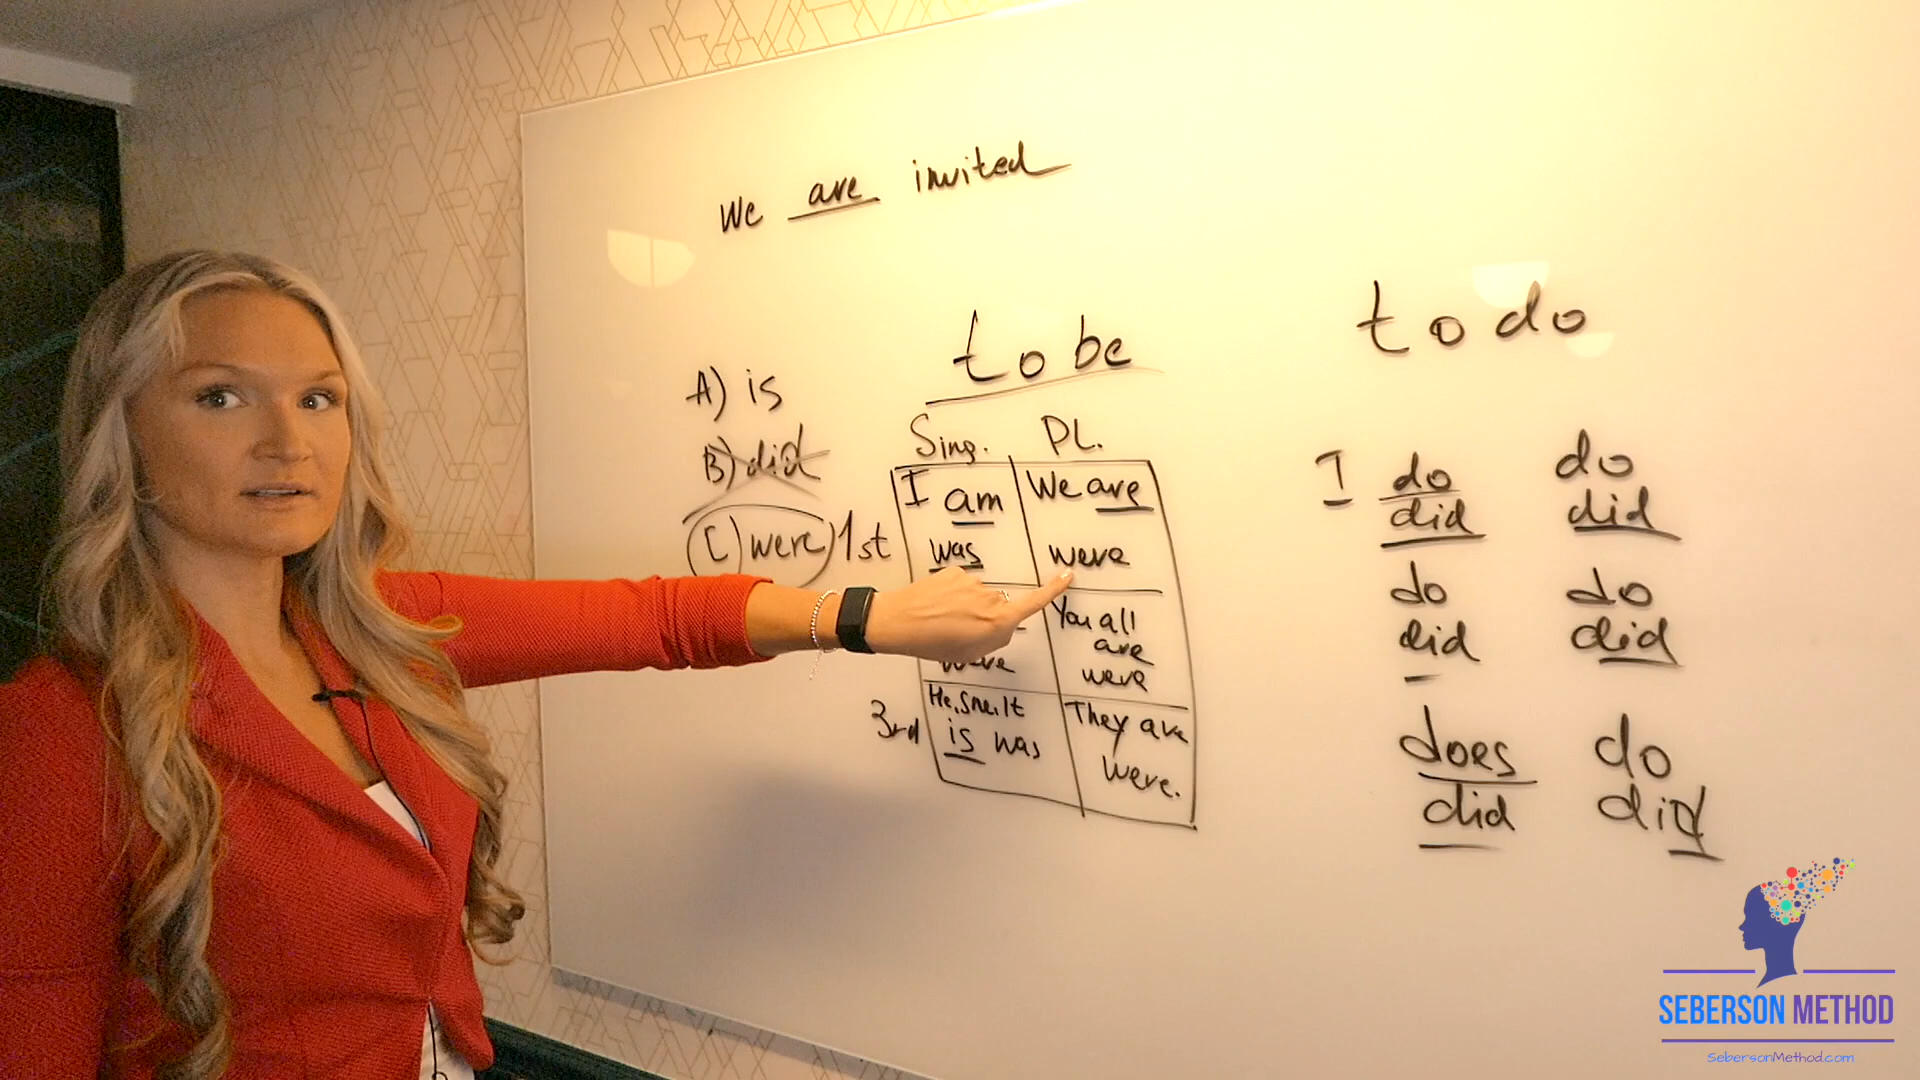 We are invited
to be
to do
A) is
B) did
C) were
1st
Sing.
PL.
I am
was
We are
were
were
You all
are
were
3rd
He, She, It
is was
They are
were.
I do
did
do
did
do
did
do
did
does
did
do
did
SEBERSON METHOD
SebersonMethod.com